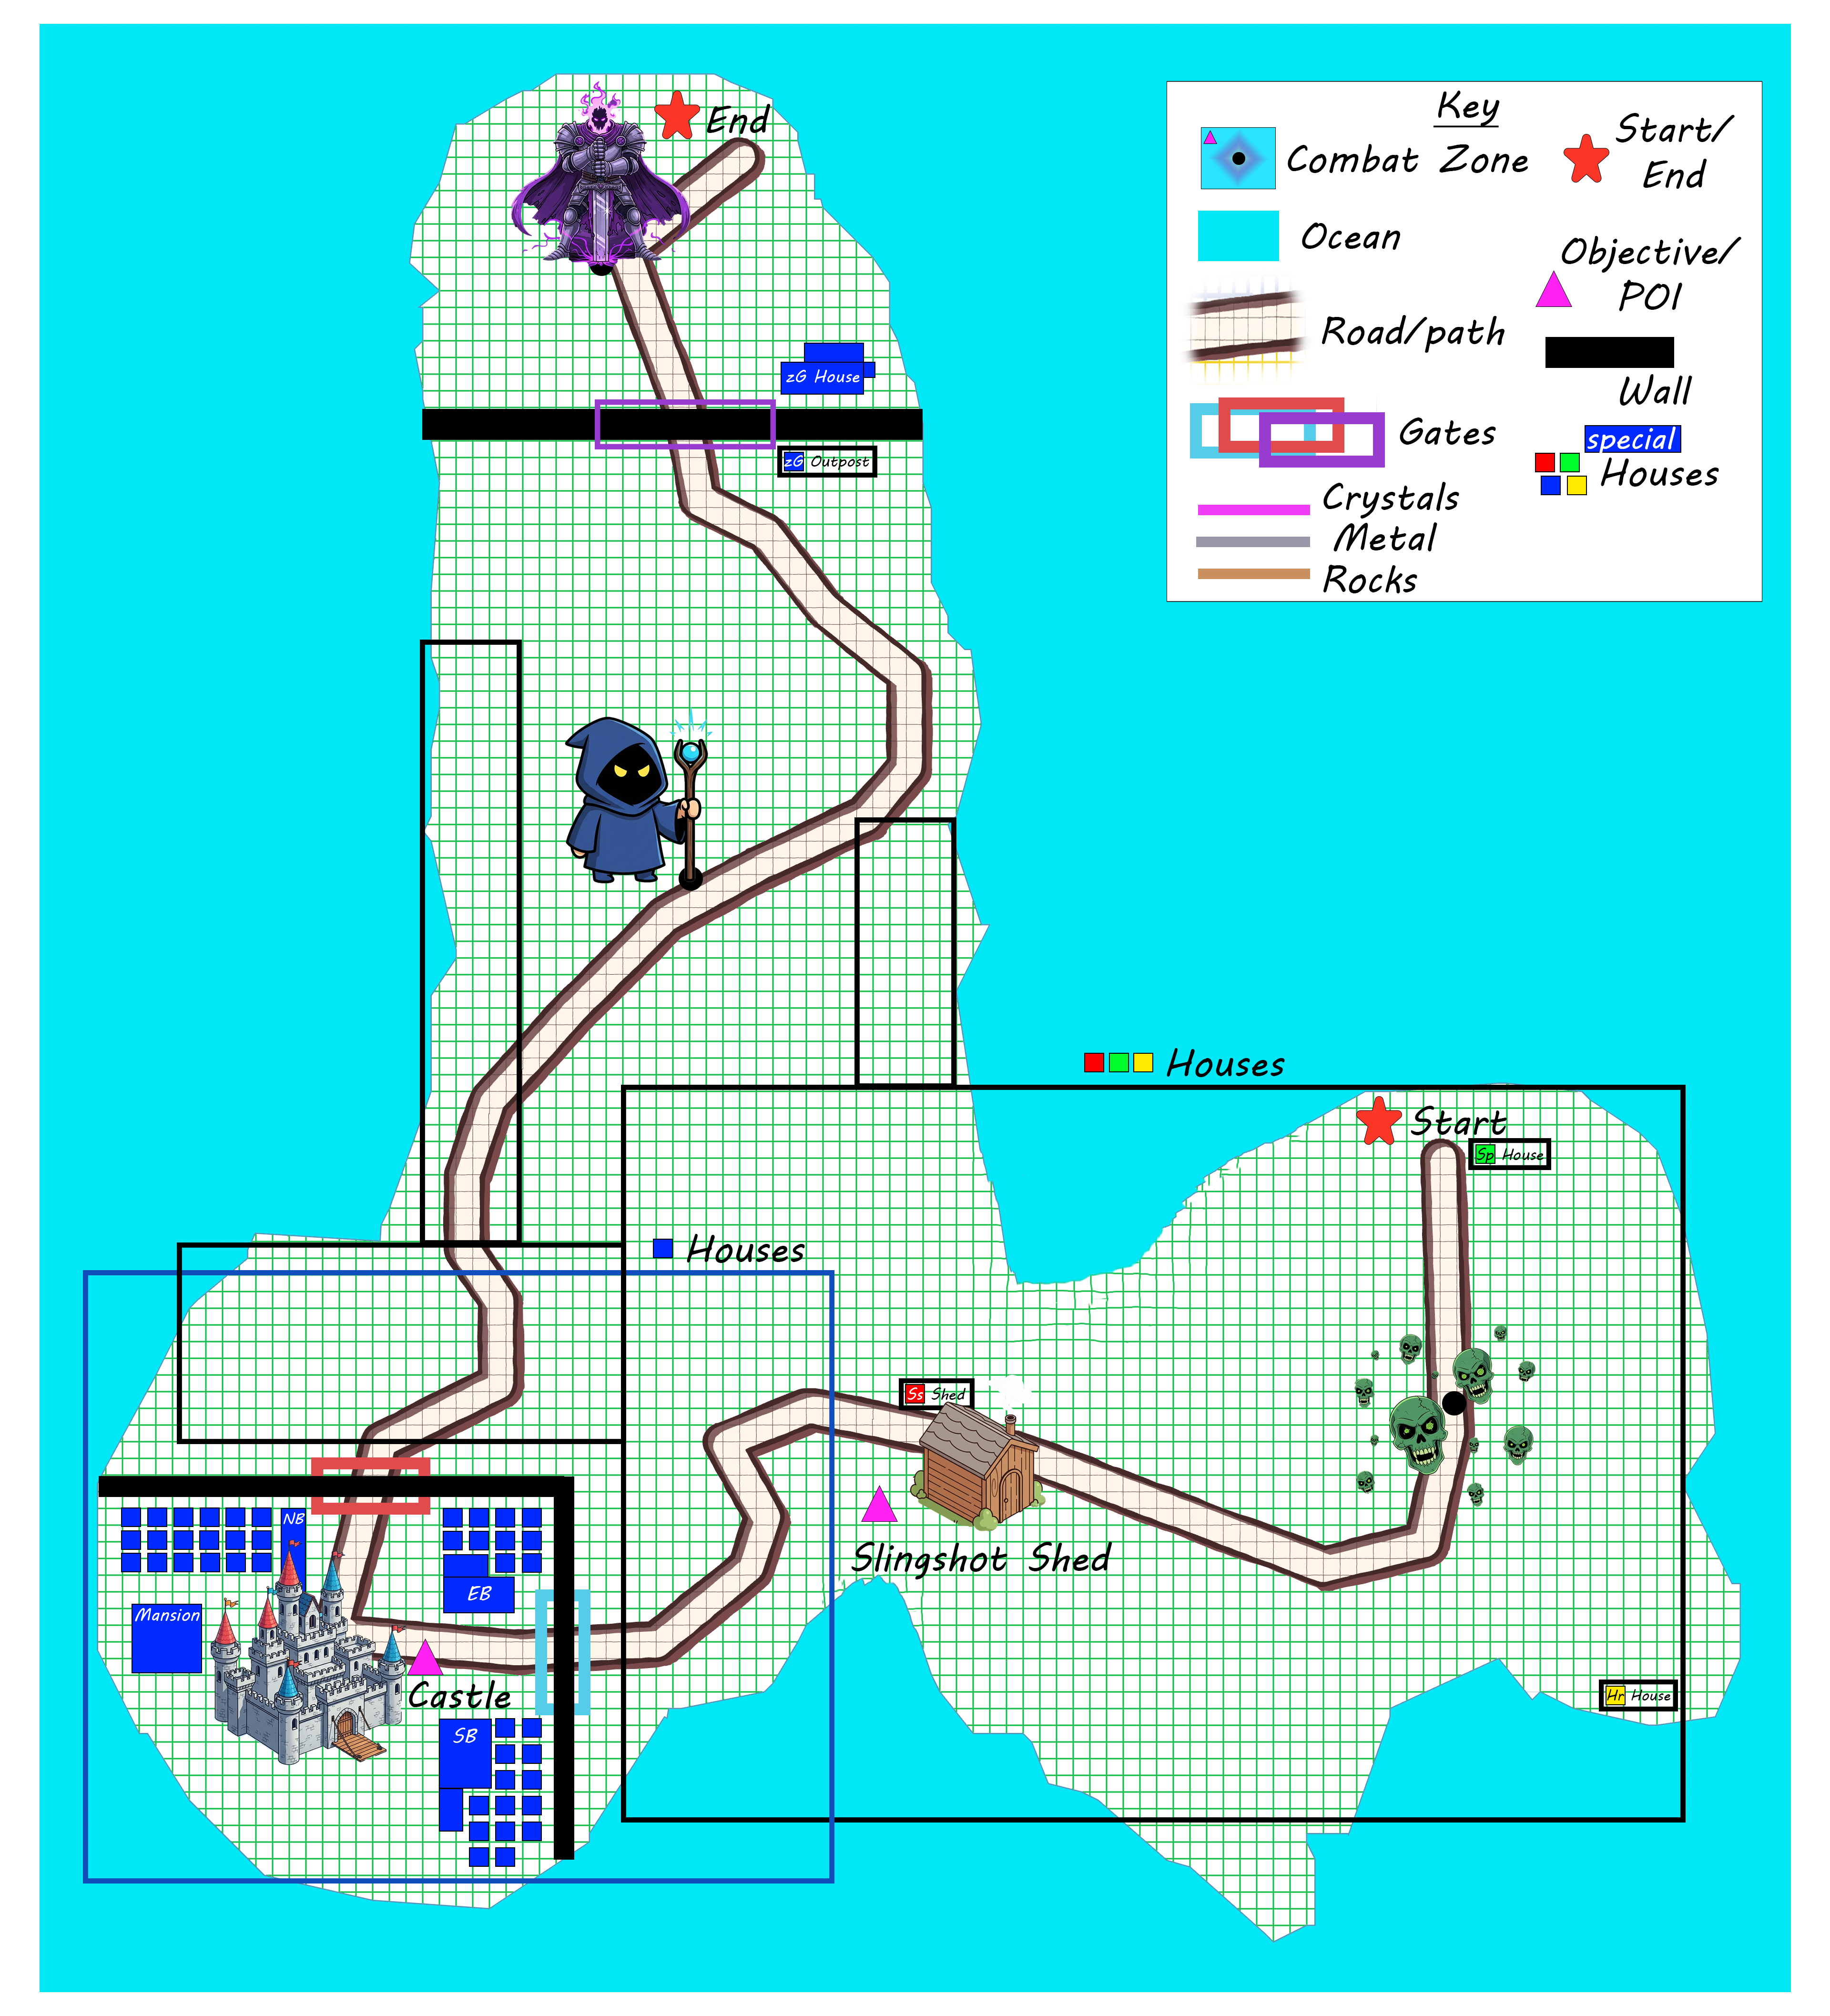 End
Key
Combat Zone
Start/
End
Ocean
Objective/
POI
Road/path
Wall
Gates
special
Houses
Crystals
Metal
Rocks
zG House
zG Outpost
Houses
Start
Sp House
Houses
Ss Shed
Slingshot Shed
NB
EB
Mansion
Castle
SB
Hr House